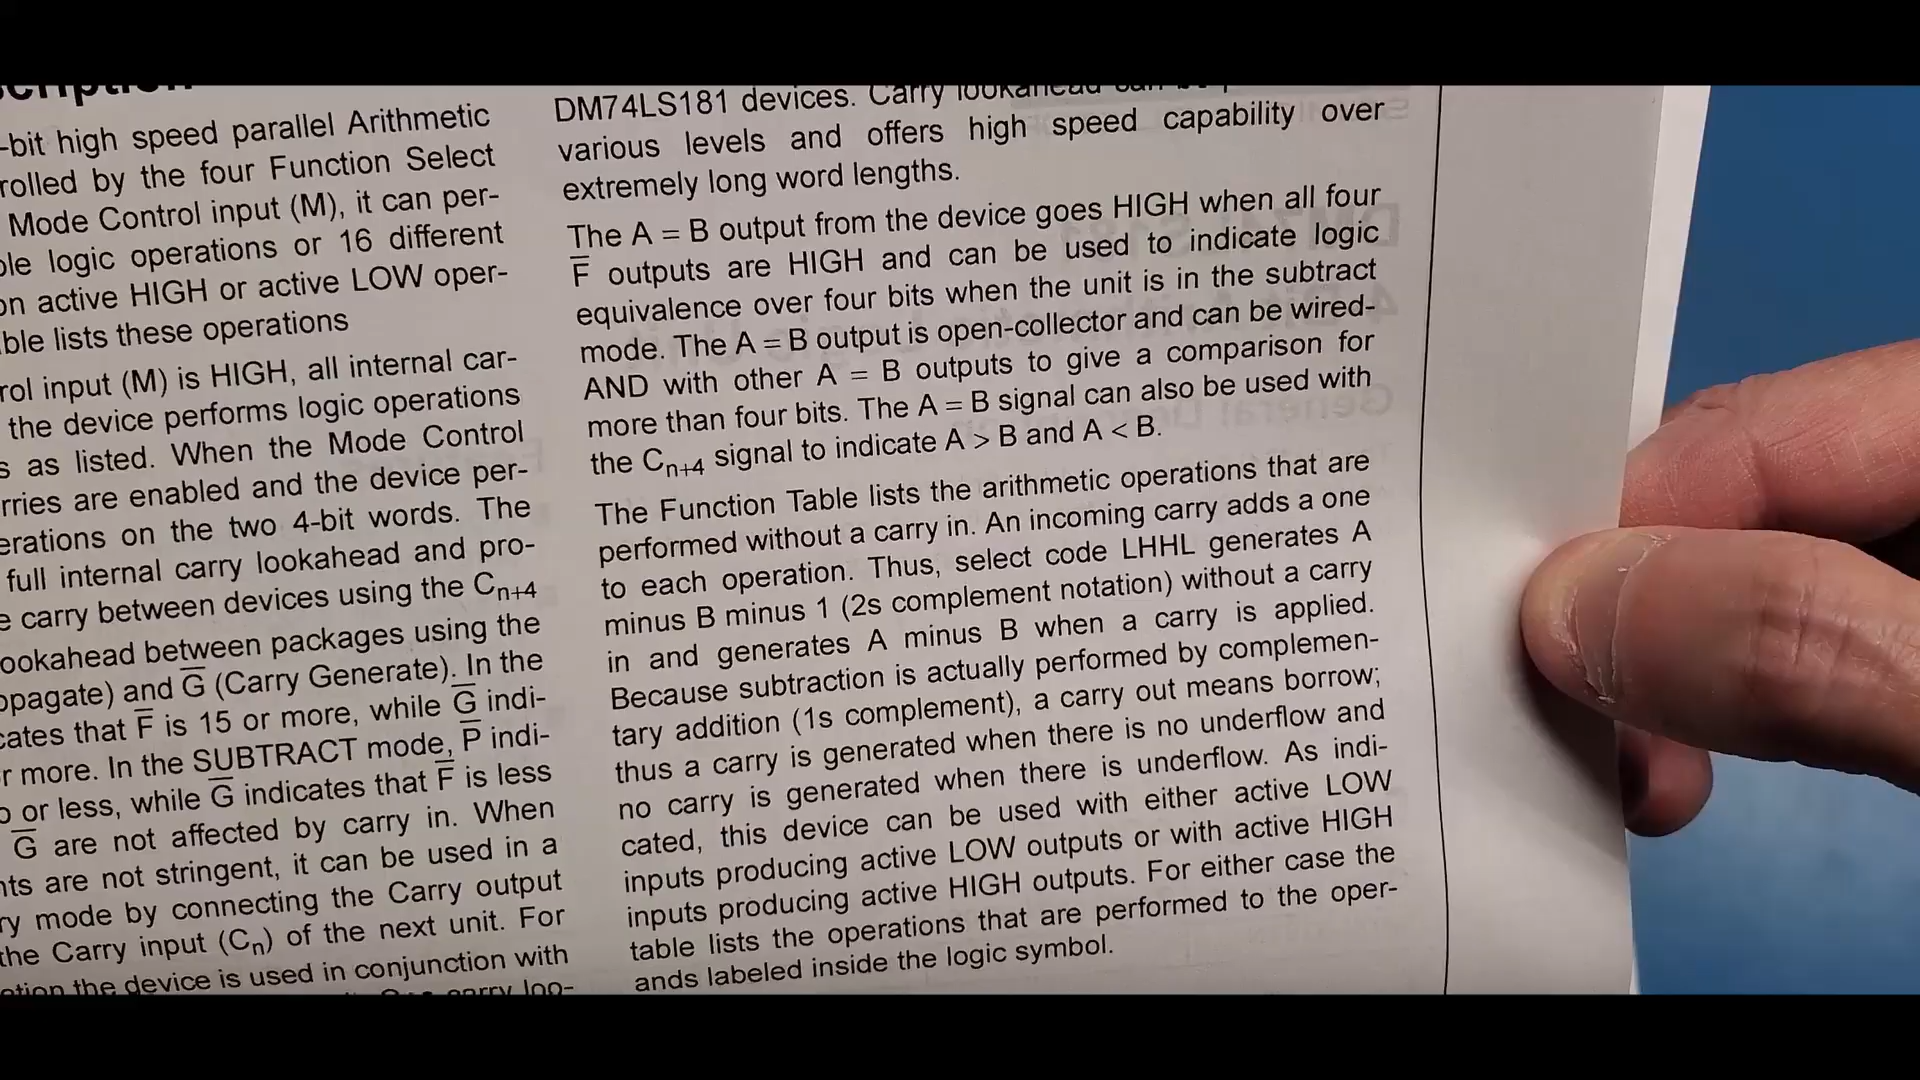 -bit high speed parallel Arithmetic
rolled by the four Function Select
Mode Control input (M), it can per-
ble logic operations or 16 different
on active HIGH or active LOW oper-
ble lists these operations
rol input (M) is HIGH, all internal car-
the device performs logic operations
s as listed. When the Mode Control
rries are enabled and the device per-
erations on the two 4-bit words. The
full internal carry lookahead and pro-
e carry between devices using the Cn+4
ookahead between packages using the
opagate) and G̅ (Carry Generate). In the
cates that F̅ is 15 or more, while G̅ indi-
r more. In the SUBTRACT mode, P̅ indi-
o or less, while G̅ indicates that F̅ is less
G̅ are not affected by carry in. When
nts are not stringent, it can be used in a
ry mode by connecting the Carry output
the Carry input (Cn) of the next unit. For
ation the device is used in conjunction with
carry loo-
DM74LS181 devices. Carry lookahead can be
various levels and offers high speed capability over
extremely long word lengths.
The A = B output from the device goes HIGH when all four
F̅ outputs are HIGH and can be used to indicate logic
equivalence over four bits when the unit is in the subtract
mode. The A = B output is open-collector and can be wired-
AND with other A = B outputs to give a comparison for
more than four bits. The A = B signal can also be used with
the Cn+4 signal to indicate A > B and A < B.
The Function Table lists the arithmetic operations that are
performed without a carry in. An incoming carry adds a one
to each operation. Thus, select code LHHL generates A
minus B minus 1 (2s complement notation) without a carry
in and generates A minus B when a carry is applied.
Because subtraction is actually performed by complemen-
tary addition (1s complement), a carry out means borrow;
thus a carry is generated when there is no underflow and
no carry is generated when there is underflow. As indi-
cated, this device can be used with either active LOW
inputs producing active LOW outputs or with active HIGH
inputs producing active HIGH outputs. For either case the
table lists the operations that are performed to the oper-
ands labeled inside the logic symbol.